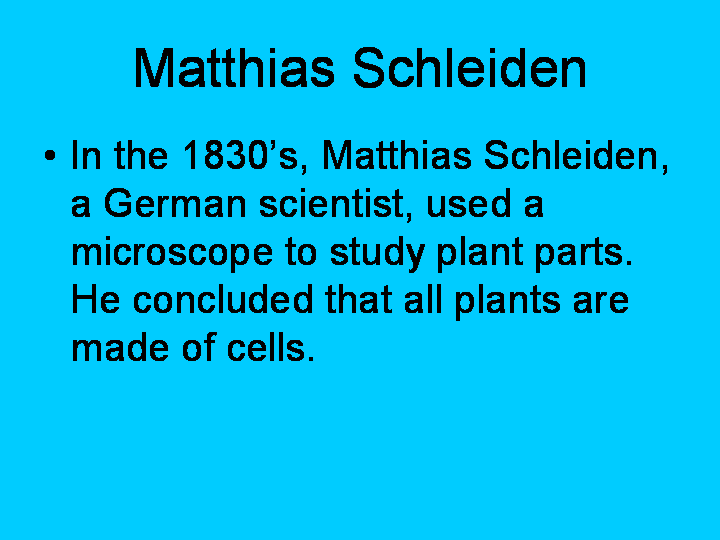 Matthias Schleiden
• In the 1830’s, Matthias Schleiden,
a German scientist, used a
microscope to study plant parts.
He concluded that all plants are
made of cells.